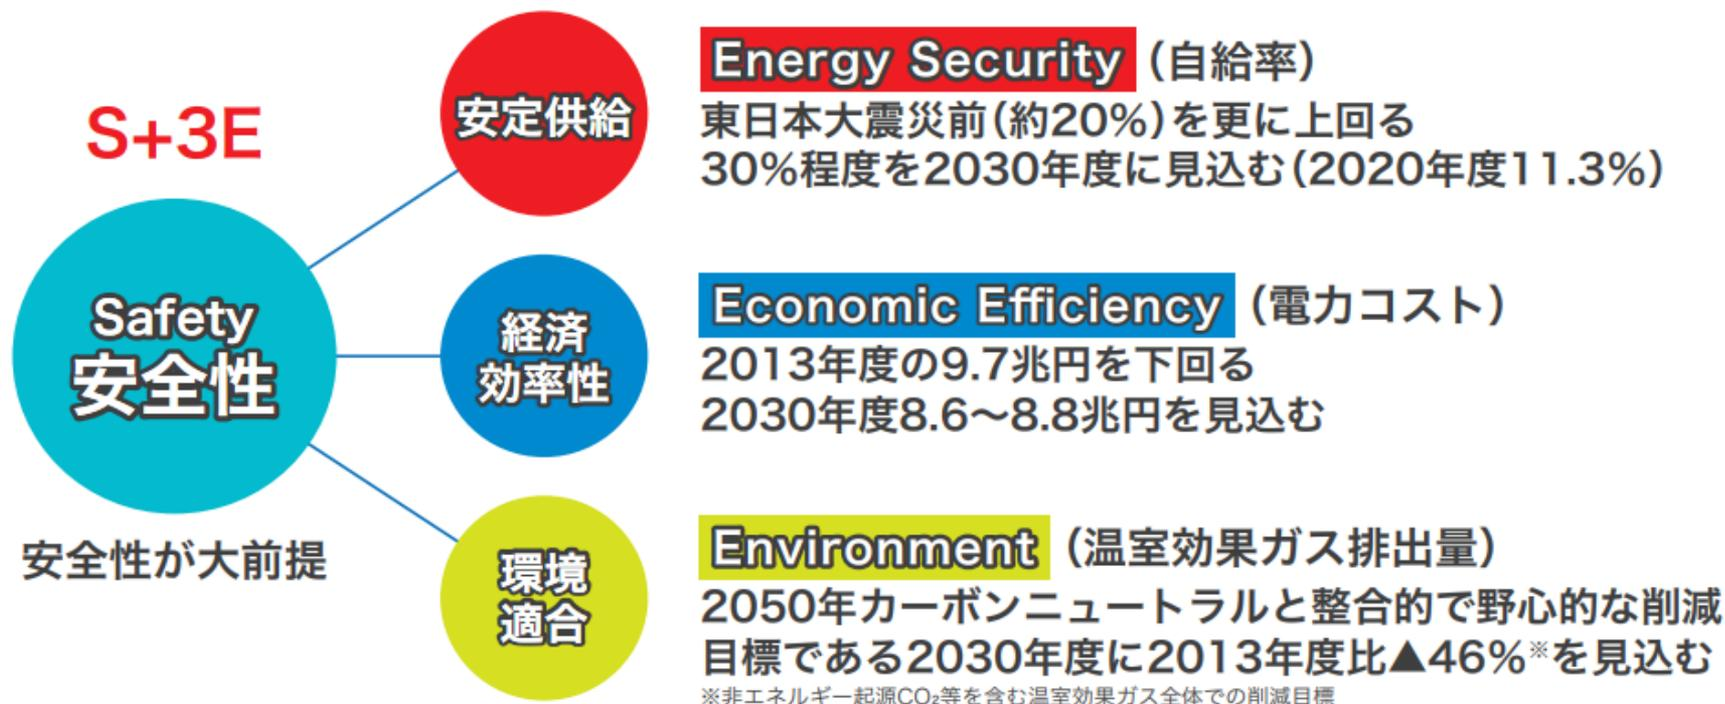 S+3E
Safety
安全性
安全性が大前提
安定供給
Energy Security（自給率）
東日本大震災前（約20%）を更に上回る
30%程度を2030年度に見込む（2020年度11.3%）
経済
効率性
Economic Efficiency（電力コスト）
2013年度の9.7兆円を下回る
2030年度8.6～8.8兆円を見込む
環境
適合
Environment（温室効果ガス排出量）
2050年カーボンニュートラルと整合的で野心的な削減
目標である2030年度に2013年度比▲46%※を見込む
※非エネルギー起源CO₂等を含む温室効果ガス全体での削減目標